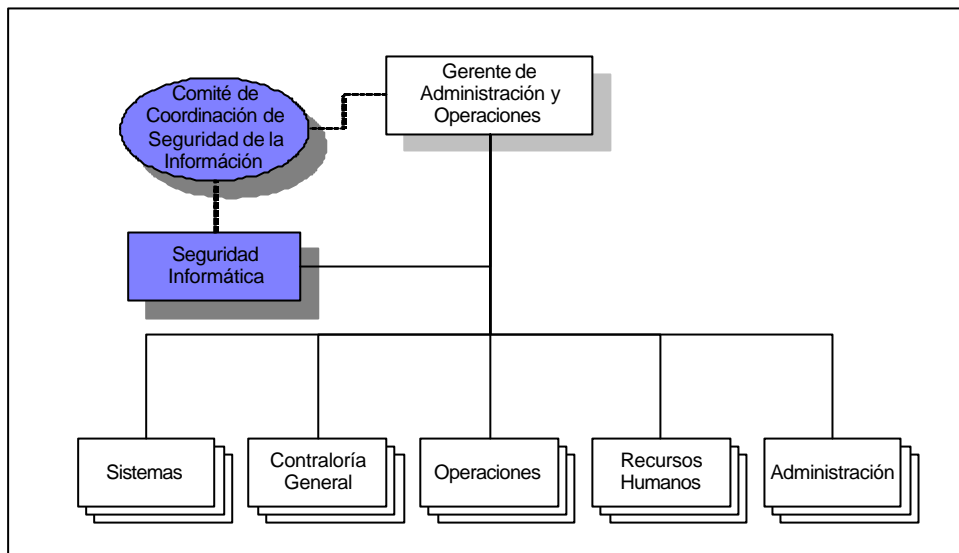 Gerente de
Administración y
Operaciones
Comité de
Coordinación de
Seguridad de la
Információn
Seguridad
Informática
Sistemas
Contraloría
General
Operaciones
Recursos
Humanos
Administración